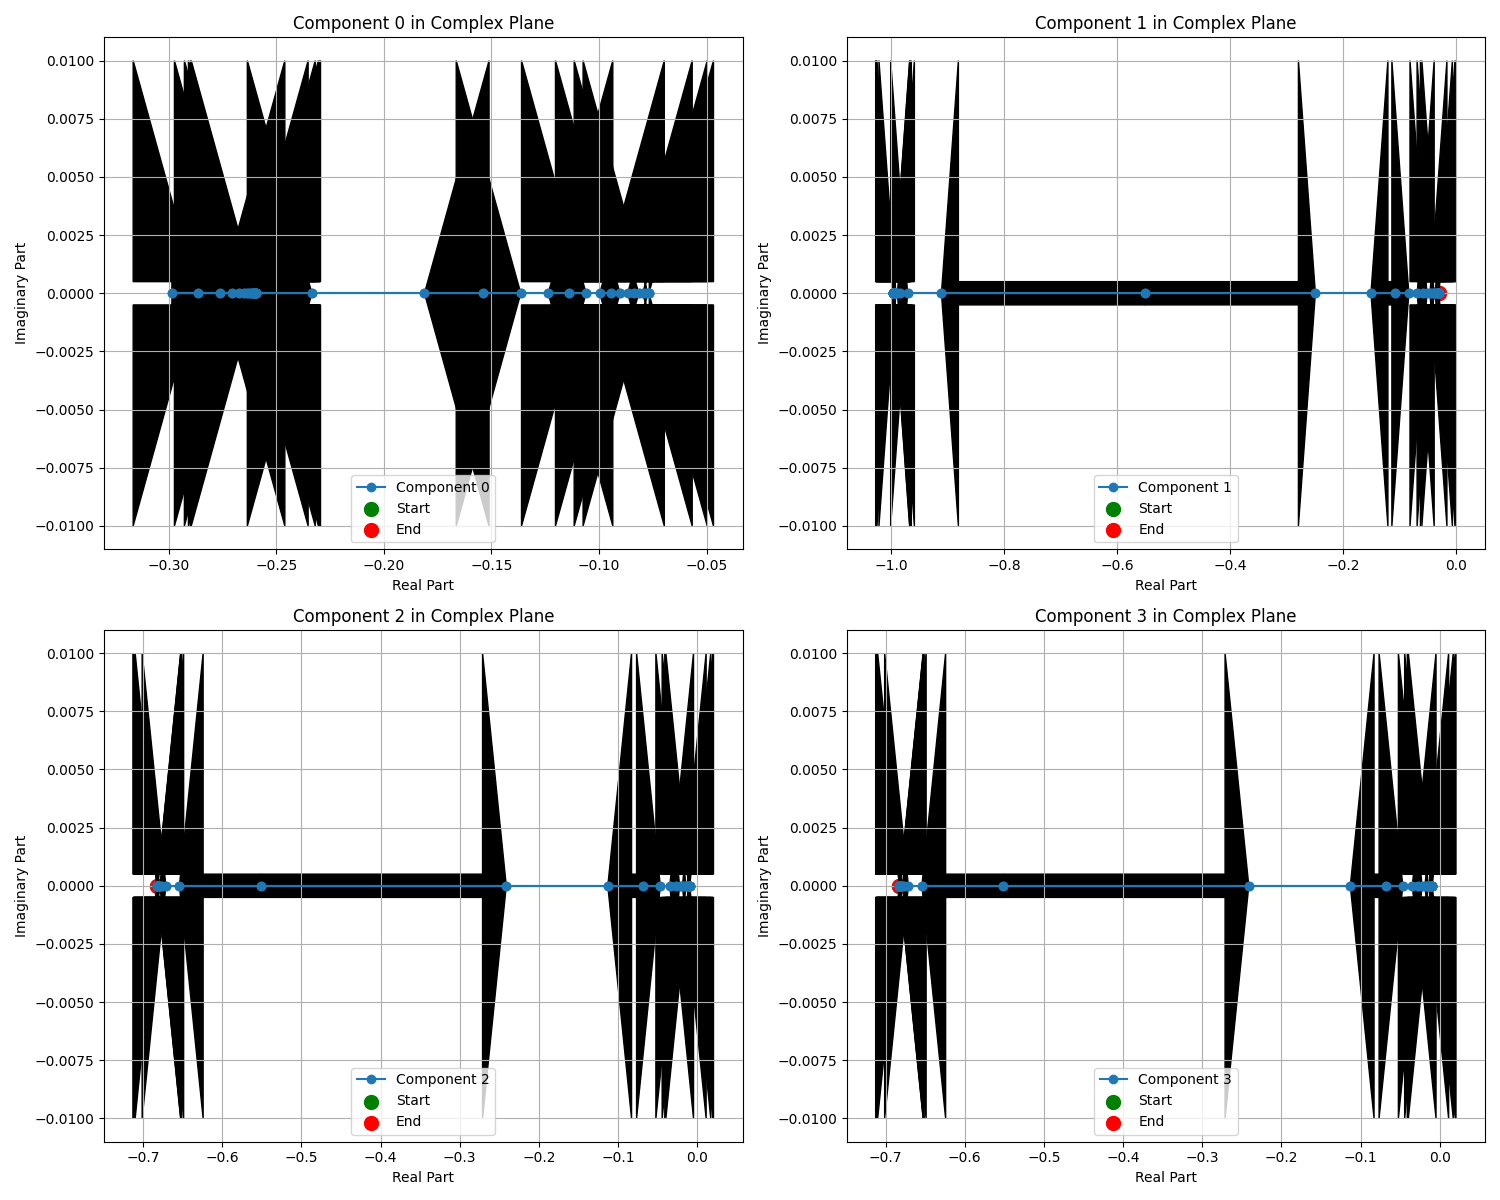 Component 0 in Complex Plane
0.0100
0.0075
0.0050
0.0025
0.0000
−0.0025
−0.0050
−0.0075
−0.0100
Imaginary Part
−0.30
−0.25
−0.20
−0.15
−0.10
−0.05
Real Part
Component 0
Start
End
Component 1 in Complex Plane
0.0100
0.0075
0.0050
0.0025
0.0000
−0.0025
−0.0050
−0.0075
−0.0100
Imaginary Part
−1.0
−0.8
−0.6
−0.4
−0.2
0.0
Real Part
Component 1
Start
End
Component 2 in Complex Plane
0.0100
0.0075
0.0050
0.0025
0.0000
−0.0025
−0.0050
−0.0075
−0.0100
Imaginary Part
−0.7
−0.6
−0.5
−0.4
−0.3
−0.2
−0.1
0.0
Real Part
Component 2
Start
End
Component 3 in Complex Plane
0.0100
0.0075
0.0050
0.0025
0.0000
−0.0025
−0.0050
−0.0075
−0.0100
Imaginary Part
−0.7
−0.6
−0.5
−0.4
−0.3
−0.2
−0.1
0.0
Real Part
Component 3
Start
End